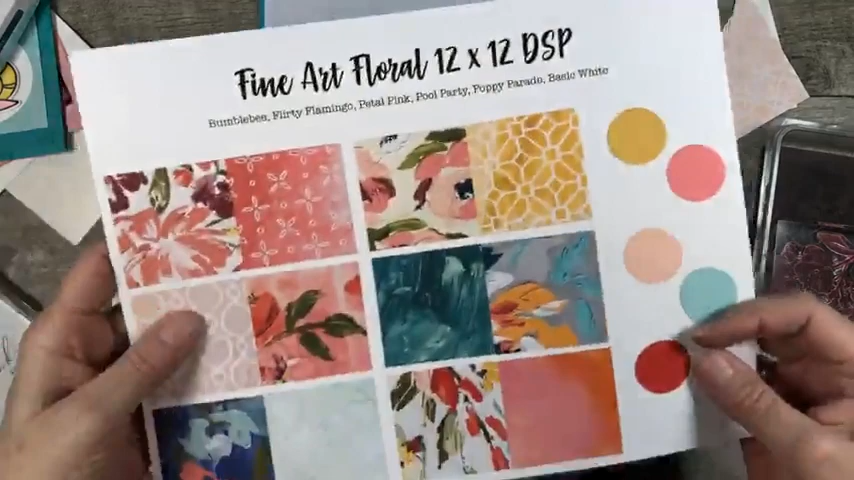 Fine Art Floral 12 x 12 DSP
Bumblebee, Flirty Flamingo, Petal Pink, Pool Party, Poppy Parade, Basic White